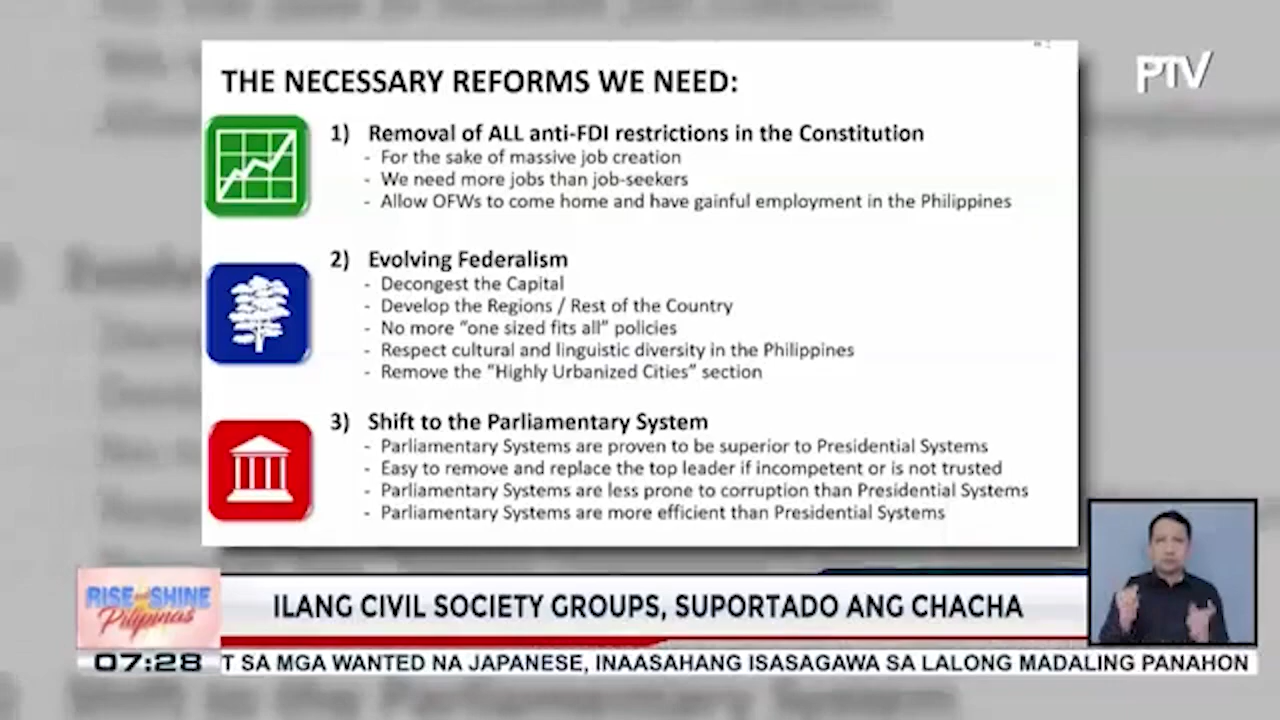 PTV
THE NECESSARY REFORMS WE NEED:
1) Removal of ALL anti-FDI restrictions in the Constitution
- For the sake of massive job creation
- We need more jobs than job-seekers
- Allow OFWs to come home and have gainful employment in the Philippines
2) Evolving Federalism
- Decongest the Capital
- Develop the Regions / Rest of the Country
- No more “one sized fits all” policies
- Respect cultural and linguistic diversity in the Philippines
- Remove the “Highly Urbanized Cities” section
3) Shift to the Parliamentary System
- Parliamentary Systems are proven to be superior to Presidential Systems
- Easy to remove and replace the top leader if incompetent or is not trusted
- Parliamentary Systems are less prone to corruption than Presidential Systems
- Parliamentary Systems are more efficient than Presidential Systems
RISE and SHINE
Pilipinas
ILANG CIVIL SOCIETY GROUPS, SUPORTADO ANG CHACHA
07:28 T SA MGA WANTED NA JAPANESE, INAASAHANG ISASAGAWA SA LALONG MADALING PANAHON